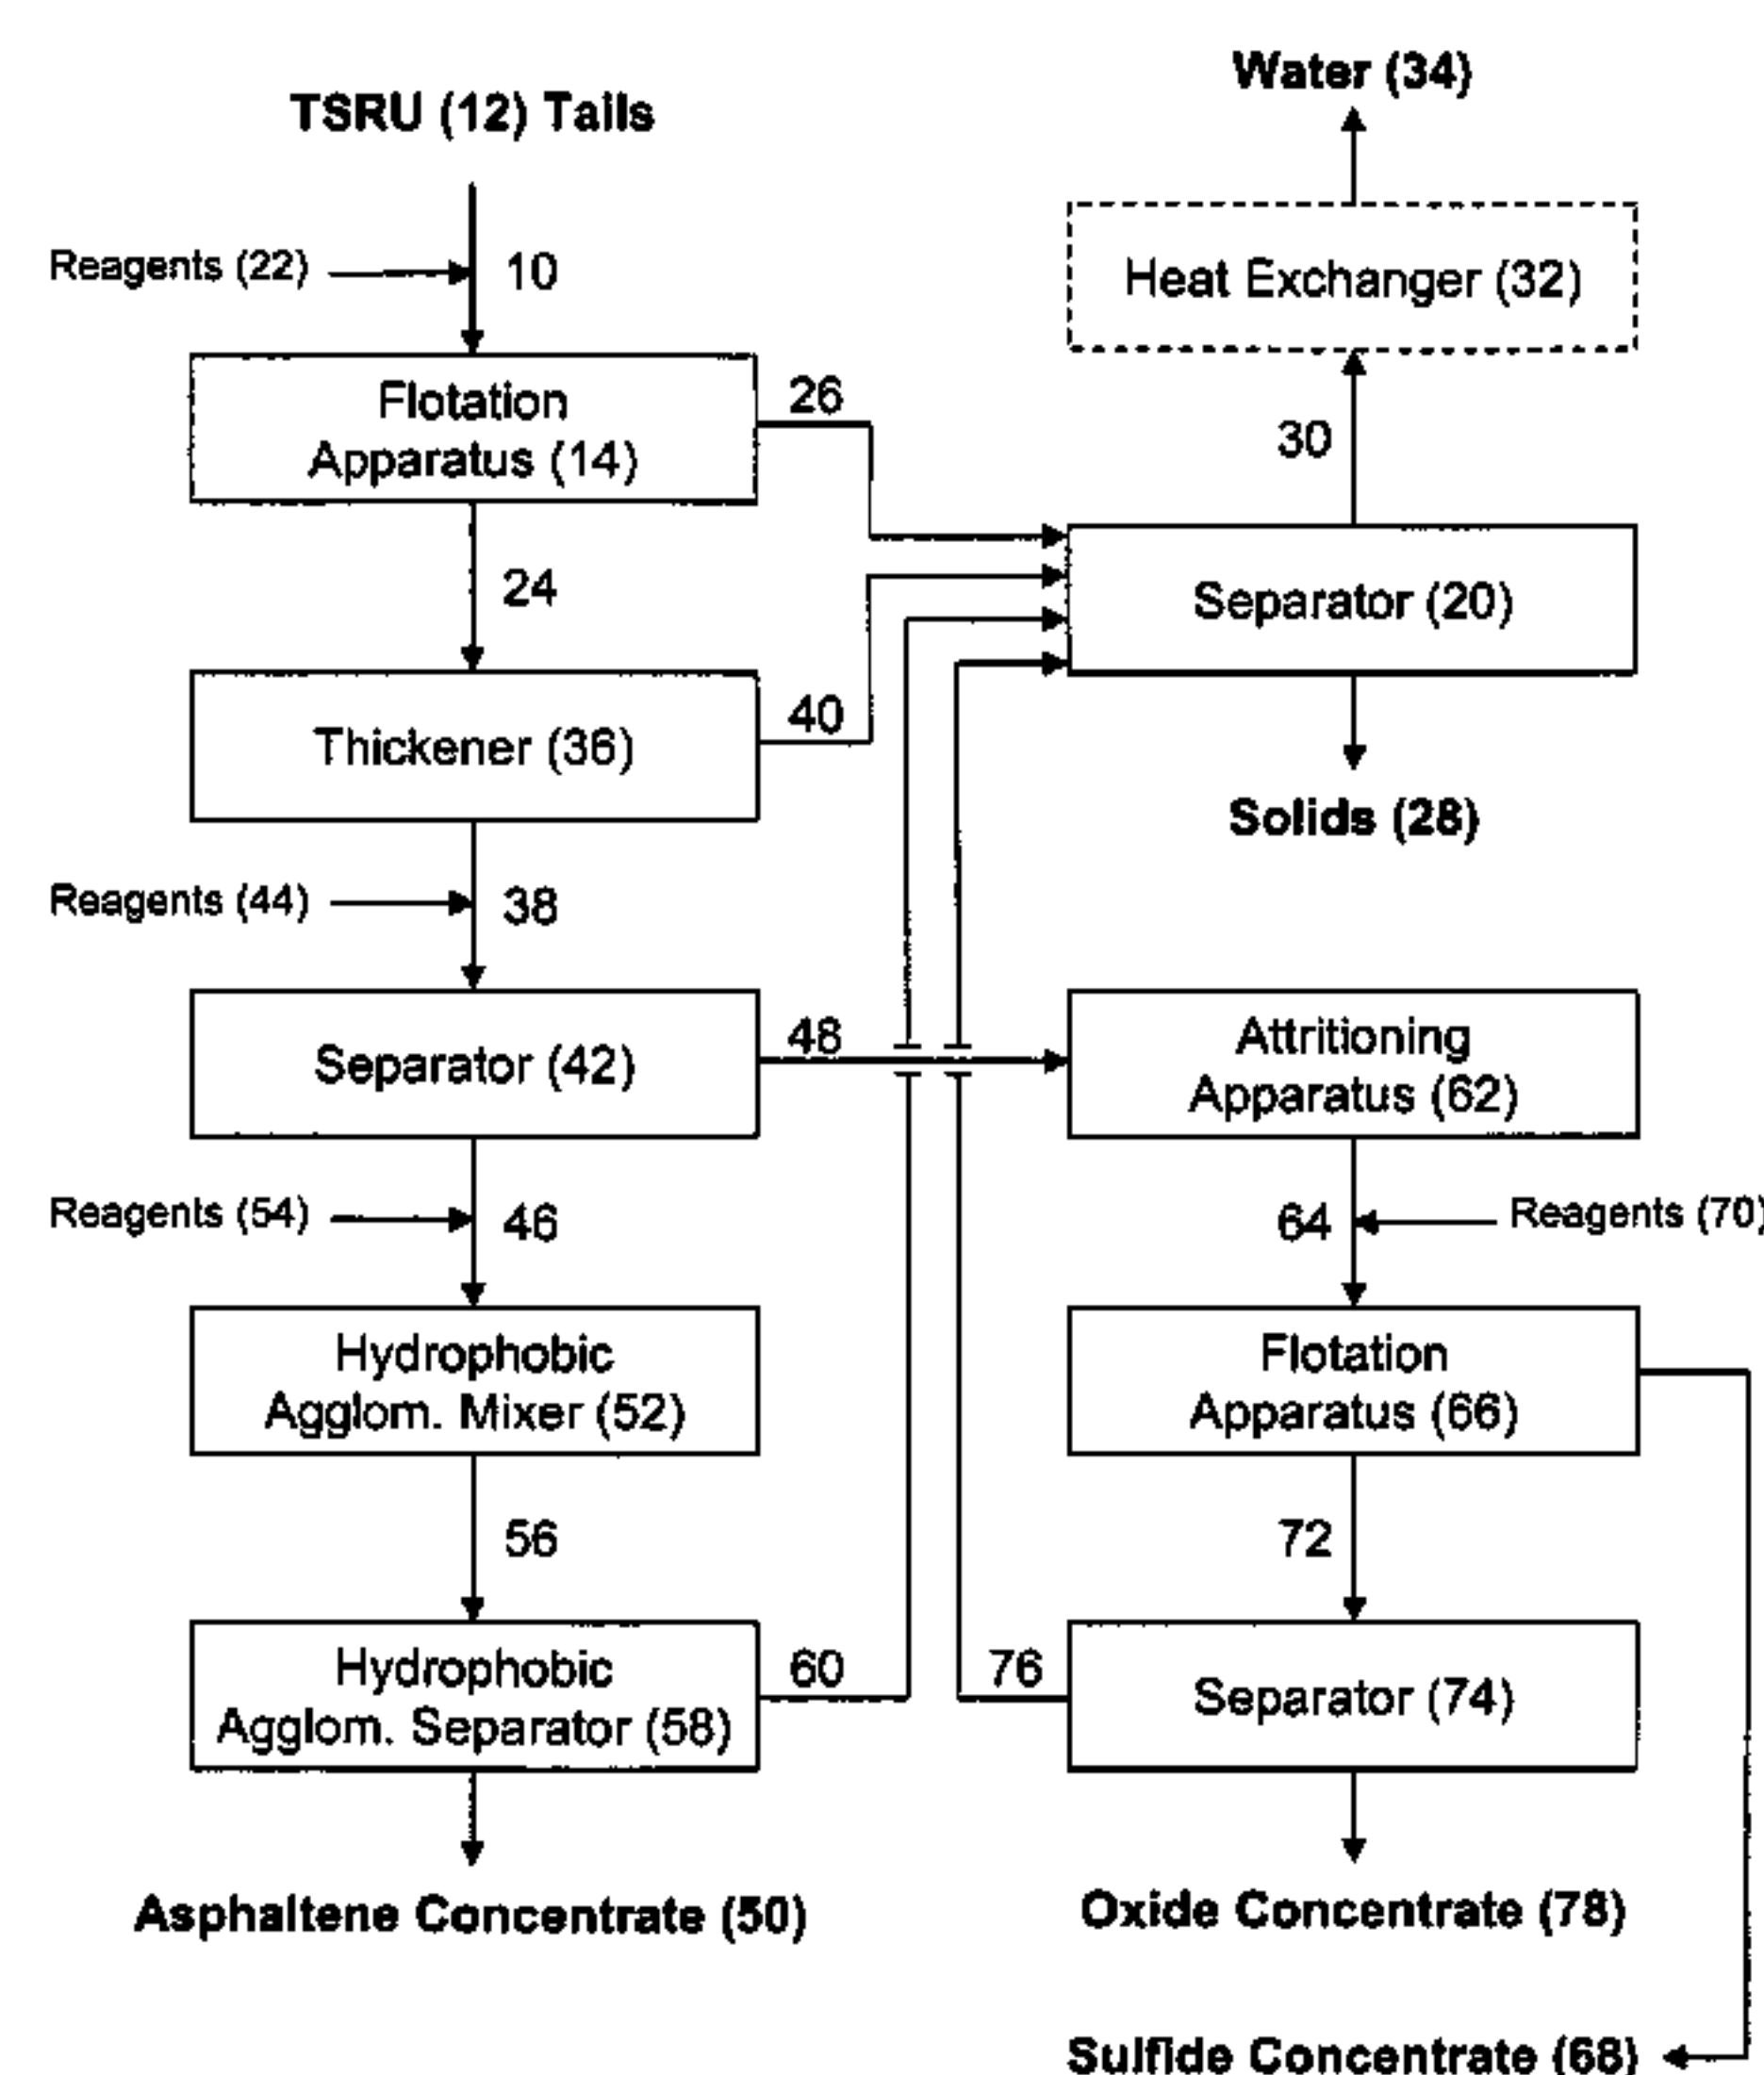 Water (34)
TSRU (12) Tails
Reagents (22)
10
Heat Exchanger (32)
Flotation
Apparatus (14)
26
30
24
Separator (20)
Thickener (36)
40
Solids (28)
Reagents (44)
38
Separator (42)
48
Attritioning
Apparatus (62)
Reagents (54)
46
64
Reagents (70)
Hydrophobic
Agglom. Mixer (52)
Flotation
Apparatus (66)
56
72
Hydrophobic
Agglom. Separator (58)
60
76
Separator (74)
Asphaltene Concentrate (50)
Oxide Concentrate (78)
Sulfide Concentrate (68)